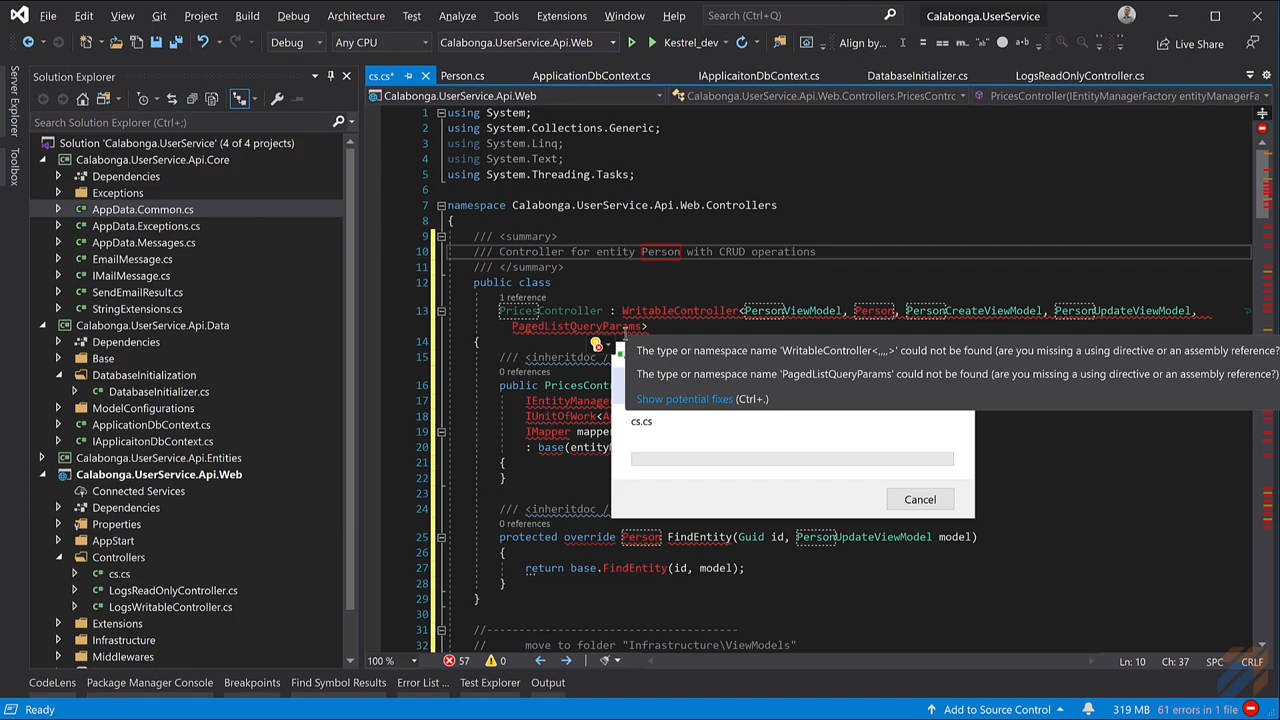 File Edit View Git Project Build Debug Architecture Test Analyze Tools Extensions Window Help Search (Ctrl+Q) Calabonga.UserService
Debug Any CPU Calabonga.UserService.Api.Web Kestrel_dev Align by... Live Share
Server Explorer
Toolbox
Solution Explorer
Search Solution Explorer (Ctrl+;)
Solution 'Calabonga.UserService' (4 of 4 projects)
Calabonga.UserService.Api.Core
Dependencies
Exceptions
AppData.Common.cs
AppData.Exceptions.cs
AppData.Messages.cs
EmailMessage.cs
IMailMessage.cs
SendEmailResult.cs
StringExtensions.cs
Calabonga.UserService.Api.Data
Dependencies
Base
DatabaseInitialization
DatabaseInitializer.cs
ModelConfigurations
ApplicationDbContext.cs
IApplicaitonDbContext.cs
Calabonga.UserService.Api.Entities
Calabonga.UserService.Api.Web
Connected Services
Dependencies
Properties
AppStart
Controllers
cs.cs
LogsReadOnlyController.cs
LogsWritableController.cs
Extensions
Infrastructure
Middlewares
cs.cs* Person.cs ApplicationDbContext.cs IApplicaitonDbContext.cs DatabaseInitializer.cs LogsReadOnlyController.cs
Calabonga.UserService.Api.Web Calabonga.UserService.Api.Web.Controllers.PricesContrc PricesController(IEntityManagerFactory entityManagerFa
1 using System;
2 using System.Collections.Generic;
3 using System.Linq;
4 using System.Text;
5 using System.Threading.Tasks;
6
7 namespace Calabonga.UserService.Api.Web.Controllers
8 {
9 /// <summary>
10 /// Controller for entity Person with CRUD operations
11 /// </summary>
12 public class
1 reference
13 PricesController : WritableController<PersonViewModel, Person, PersonCreateViewModel, PersonUpdateViewModel,
PagedListQueryParams>
14 {
15 /// <inheritdoc /
0 references
16 public PricesCont
17 IEntityManage
18 IUnitOfWork<A
19 IMapper mappe
20 : base(entityM
21 {
22 }
23
24 /// <inheritdoc /
0 references
25 protected override Person FindEntity(Guid id, PersonUpdateViewModel model)
26 {
27 return base.FindEntity(id, model);
28 }
29 }
30
31 //---------------------------------------
32 // move to folder "Infrastructure\ViewModels"
The type or namespace name 'WritableController<,,,,>' could not be found (are you missing a using directive or an assembly reference?
The type or namespace name 'PagedListQueryParams' could not be found (are you missing a using directive or an assembly reference?)
Show potential fixes (Ctrl+.)
cs.cs
Cancel
100 % 57 0 Ln: 10 Ch: 37 SPC CRLF
CodeLens Package Manager Console Breakpoints Find Symbol Results Error List ... Test Explorer Output
Ready Add to Source Control 319 MB 61 errors in 1 file